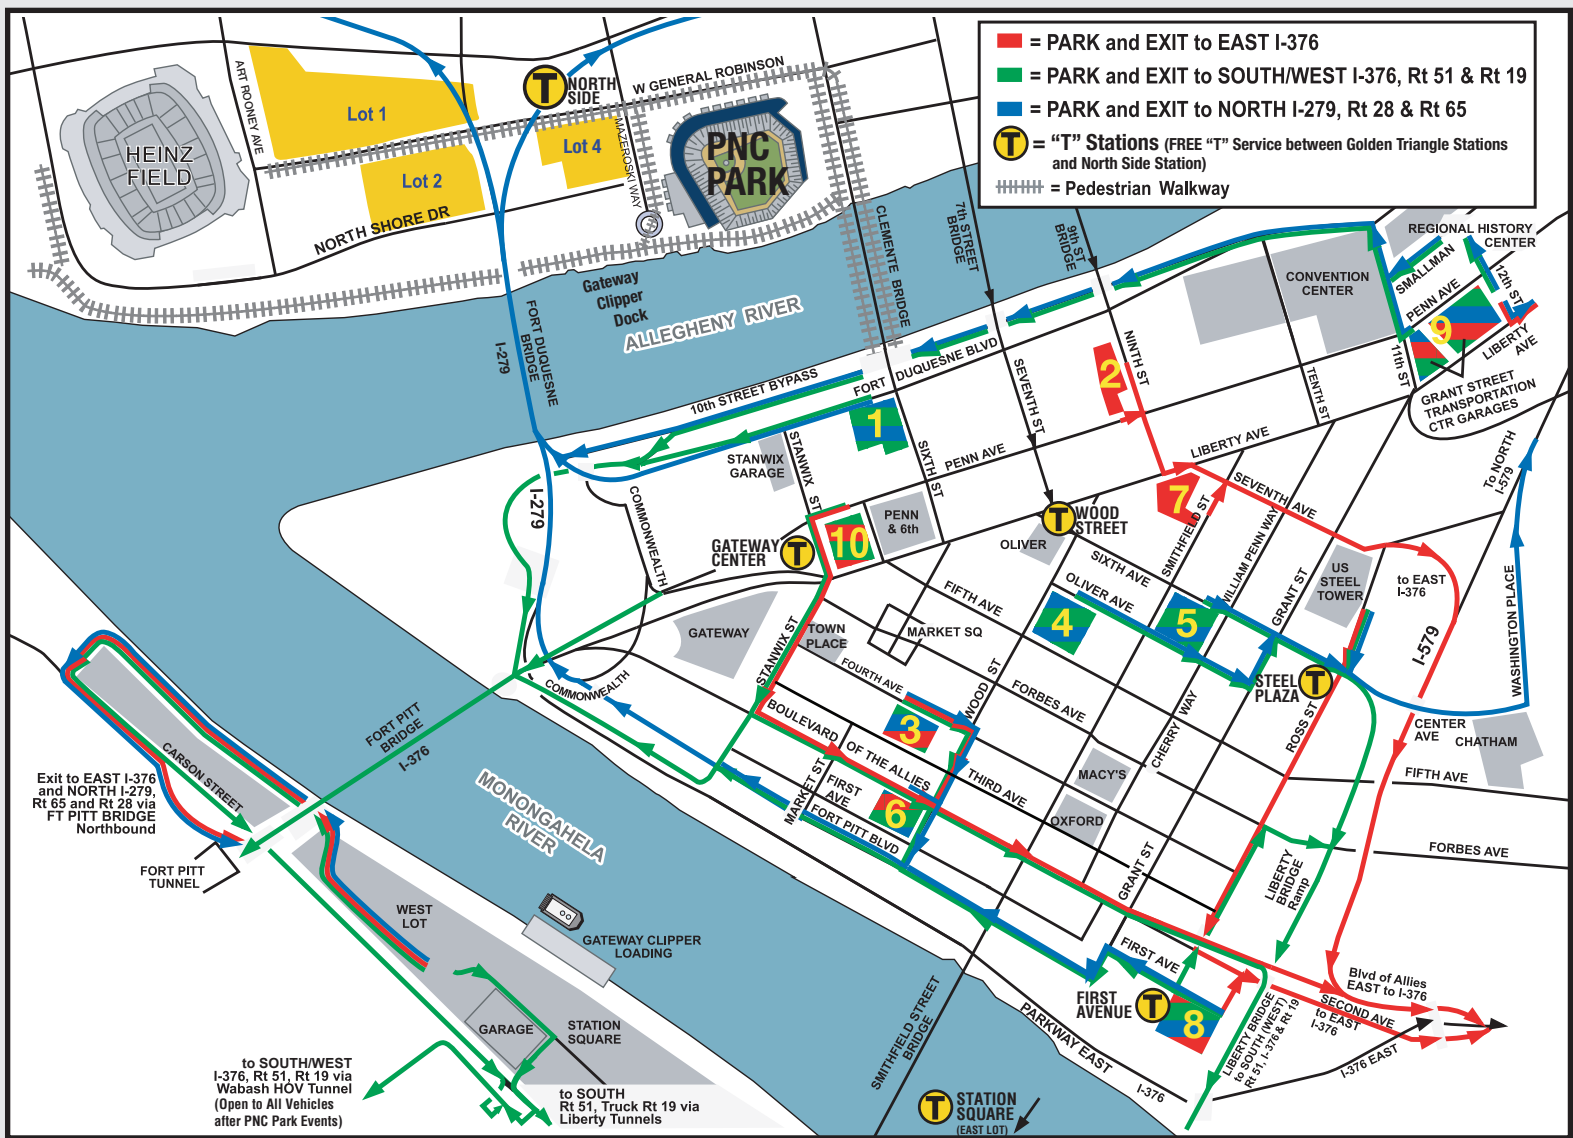 = PARK and EXIT to EAST I-376
= PARK and EXIT to SOUTH/WEST I-376, Rt 51 & Rt 19
= PARK and EXIT to NORTH I-279, Rt 28 & Rt 65
T = “T” Stations (FREE “T” Service between Golden Triangle Stations
and North Side Station)
= Pedestrian Walkway
HEINZ
FIELD
ART ROONEY AVE
Lot 1
Lot 2
Lot 4
T NORTH
SIDE
W GENERAL ROBINSON
MAZEROSKI WAY
PNC
PARK
NORTH SHORE DR
Gateway
Clipper
Dock
ALLEGHENY RIVER
CLEMENTE BRIDGE
7th STREET
BRIDGE
9th ST
BRIDGE
FORT DUQUESNE
BRIDGE
I-279
I-279
10th STREET BYPASS
FORT DUQUESNE BLVD
CONVENTION
CENTER
REGIONAL HISTORY
CENTER
SMALLMAN
PENN AVE
12th ST
LIBERTY
AVE
11th ST
9
GRANT STREET
TRANSPORTATION
CTR GARAGES
TENTH ST
NINTH ST
SEVENTH ST
2
1
SIXTH ST
PENN AVE
LIBERTY AVE
STANWIX
GARAGE
STANWIX ST
COMMONWEALTH
10
PENN
& 6th
GATEWAY
CENTER T
T WOOD
STREET
OLIVER
7
SEVENTH AVE
SMITHFIELD ST
WILLIAM PENN WAY
SIXTH AVE
OLIVER AVE
GRANT ST
US
STEEL
TOWER
to EAST
I-376
To NORTH
I-579
I-579
WASHINGTON PLACE
FIFTH AVE
MARKET SQ
4
5
GATEWAY
TOWN
PLACE
STANWIX ST
FOURTH AVE
WOOD ST
FORBES AVE
CHERRY WAY
STEEL
PLAZA T
ROSS ST
CENTER
AVE
CHATHAM
FIFTH AVE
FORBES AVE
COMMONWEALTH
3
BOULEVARD OF THE ALLIES
THIRD AVE
MACY'S
OXFORD
MARKET ST
FIRST
AVE
6
FORT PITT BLVD
GRANT ST
LIBERTY
BRIDGE
Ramp
FORT PITT
BRIDGE
I-376
MONONGAHELA
RIVER
CARSON STREET
Exit to EAST I-376
and NORTH I-279,
Rt 65 and Rt 28 via
FT PITT BRIDGE
Northbound
FORT PITT
TUNNEL
WEST
LOT
GATEWAY CLIPPER
LOADING
GARAGE
STATION
SQUARE
to SOUTH/WEST
I-376, Rt 51, Rt 19 via
Wabash HOV Tunnel
(Open to All Vehicles
after PNC Park Events)
to SOUTH
Rt 51, Truck Rt 19 via
Liberty Tunnels
FIRST AVE
FIRST
AVENUE T
8
SMITHFIELD STREET
BRIDGE
PARKWAY EAST
I-376
T STATION
SQUARE
(EAST LOT)
LIBERTY BRIDGE
to SOUTH (WEST)
Rt 51, I-376 & Rt 19
Blvd of Allies
EAST to I-376
SECOND AVE
to EAST
I-376
I-376 EAST